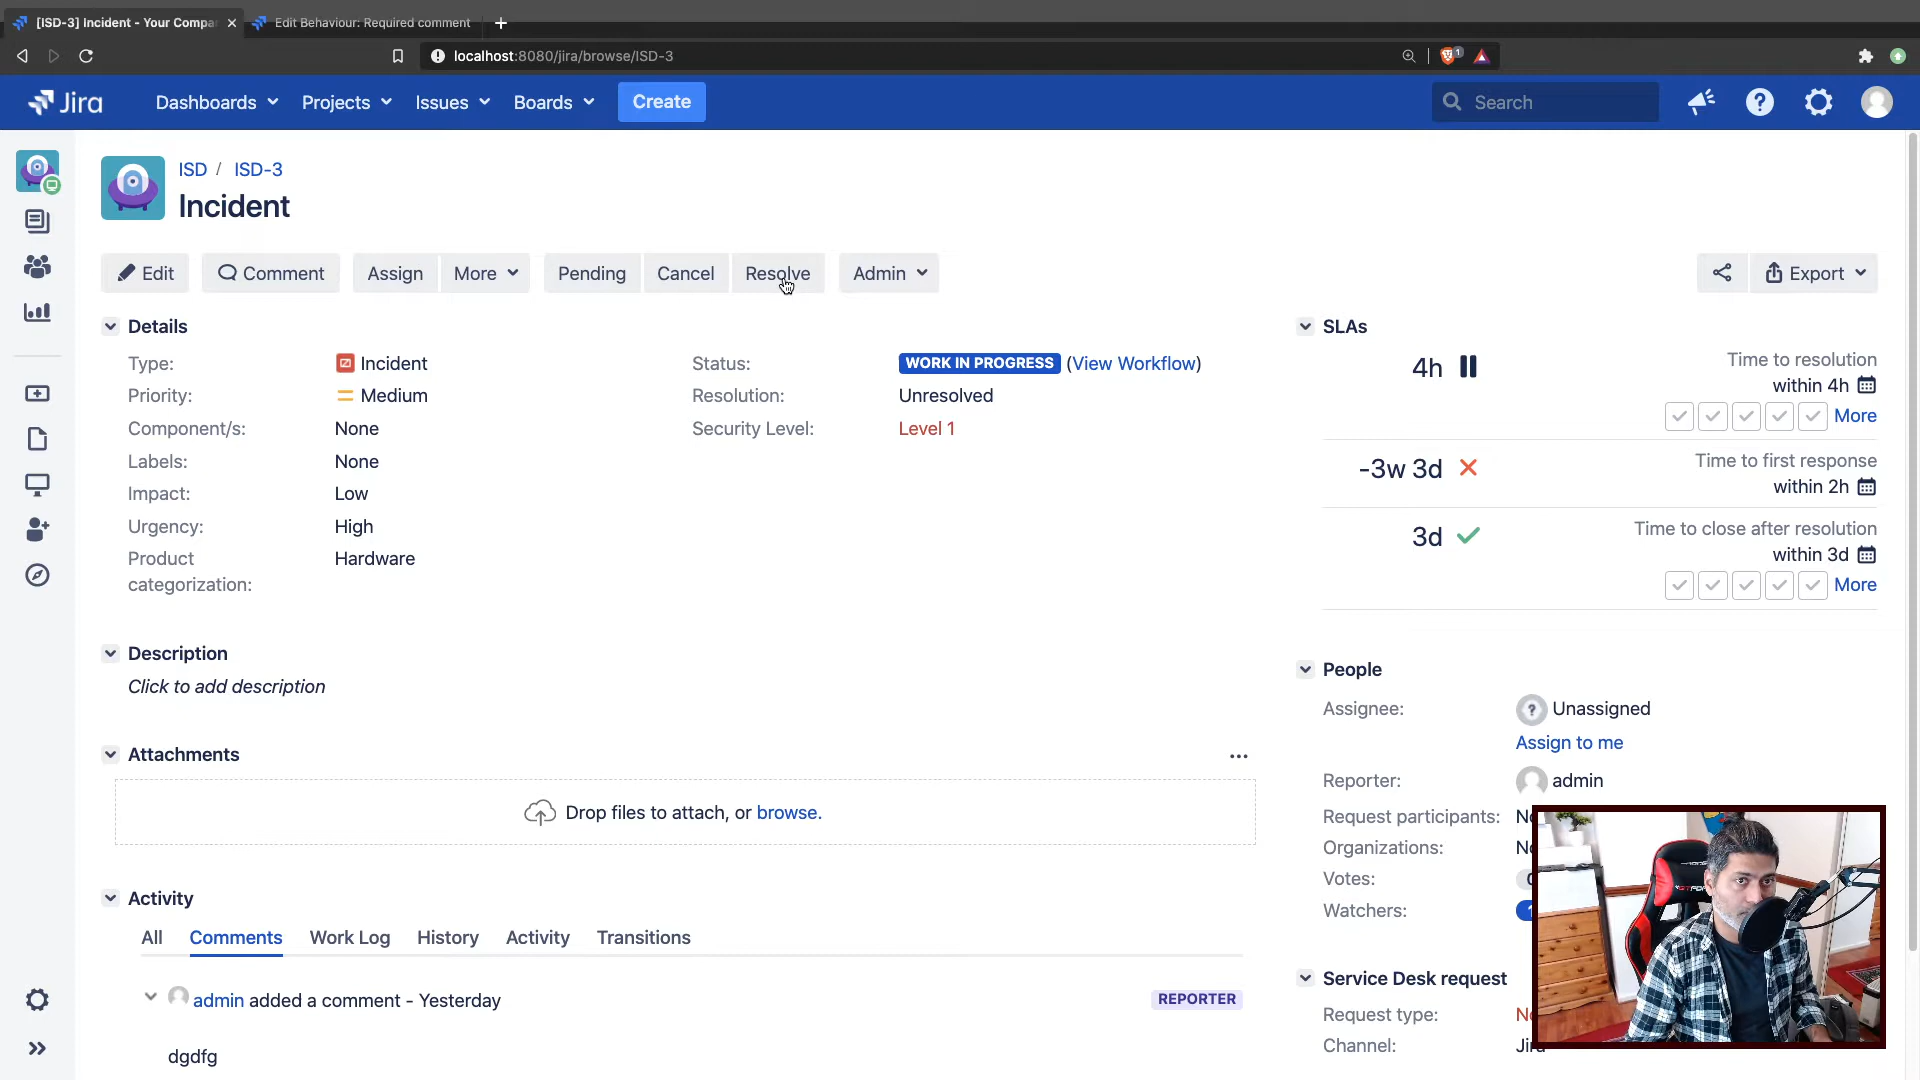 [ISD-3] Incident - Your Compa
Edit Behaviour: Required comment
localhost:8080/jira/browse/ISD-3
1
Jira
Dashboards
Projects
Issues
Boards
Create
Search
ISD / ISD-3
Incident
Edit
Comment
Assign
More
Pending
Cancel
Resolve
Admin
Export
Details
Type: Incident
Status: WORK IN PROGRESS (View Workflow)
Priority: Medium
Resolution: Unresolved
Component/s: None
Security Level: Level 1
Labels: None
Impact: Low
Urgency: High
Product categorization: Hardware
Description
Click to add description
Attachments
Drop files to attach, or browse.
Activity
All
Comments
Work Log
History
Activity
Transitions
admin added a comment - Yesterday
REPORTER
dgdfg
SLAs
4h
Time to resolution
within 4h
More
-3w 3d
Time to first response
within 2h
3d
Time to close after resolution
within 3d
More
People
Assignee: Unassigned
Assign to me
Reporter: admin
Request participants:
Organizations:
Votes:
Watchers:
Service Desk request
Request type:
Channel: